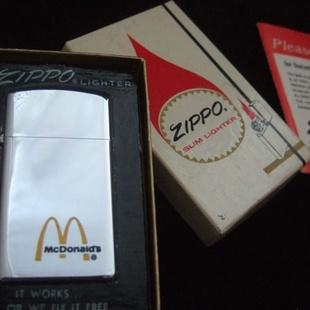 ZIPPO LIGHTER
McDonald's
IT WORKS...
OR WE FIX IT FREE
ZIPPO
SLIM LIGHTER
Please